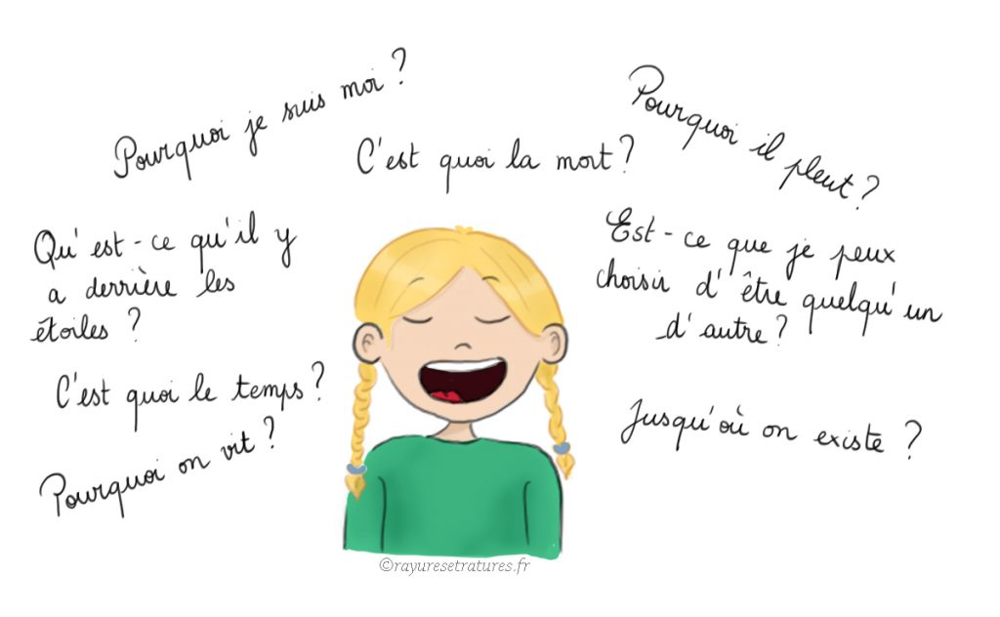 Pourquoi je suis moi ?
C'est quoi la mort ?
Pourquoi il pleut ?
Qu'est-ce qu'il y
a derrière les
étoiles ?
Est-ce que je peux
choisir d'être quelqu'un
d'autre ?
C'est quoi le temps ?
Jusqu'où on existe ?
Pourquoi on vit ?
©rayuresetratures.fr